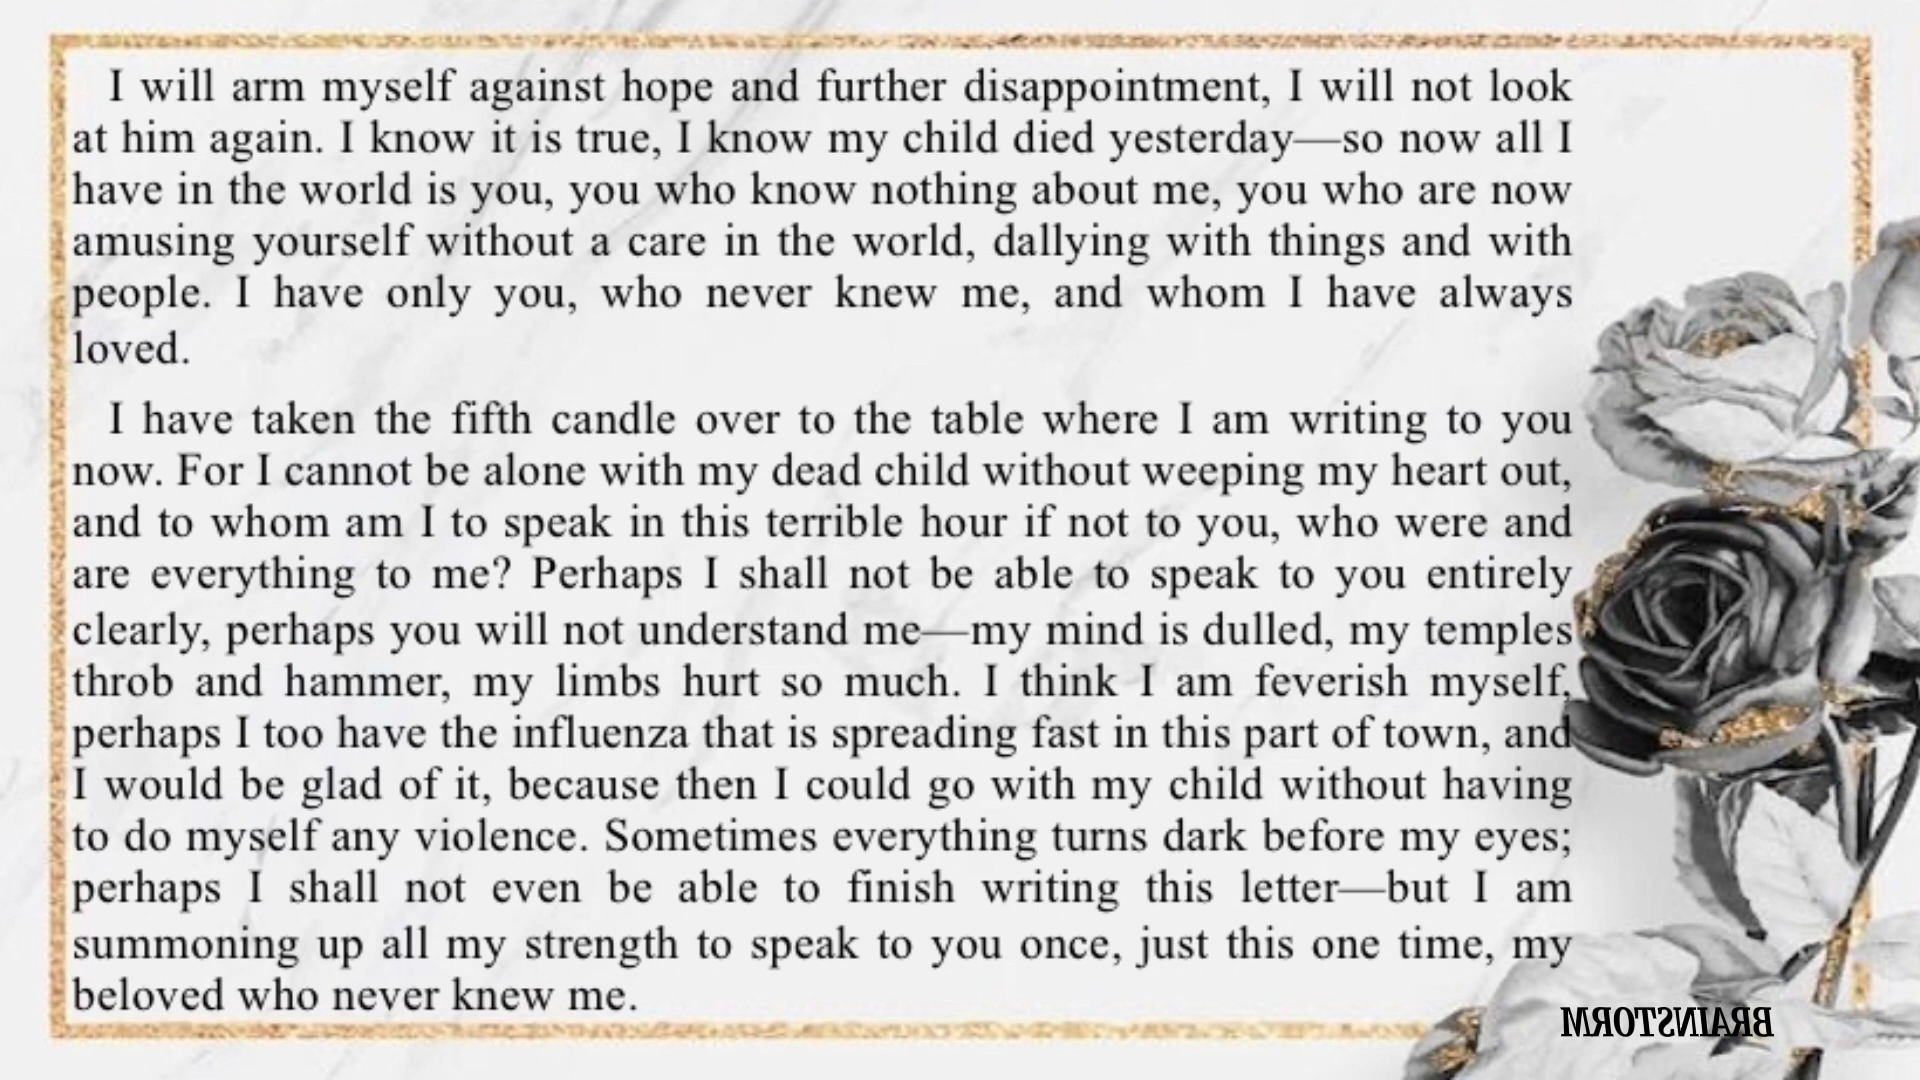 I will arm myself against hope and further disappointment, I will not look
at him again. I know it is true, I know my child died yesterday—so now all I
have in the world is you, you who know nothing about me, you who are now
amusing yourself without a care in the world, dallying with things and with
people. I have only you, who never knew me, and whom I have always
loved.
I have taken the fifth candle over to the table where I am writing to you
now. For I cannot be alone with my dead child without weeping my heart out,
and to whom am I to speak in this terrible hour if not to you, who were and
are everything to me? Perhaps I shall not be able to speak to you entirely
clearly, perhaps you will not understand me—my mind is dulled, my temples
throb and hammer, my limbs hurt so much. I think I am feverish myself,
perhaps I too have the influenza that is spreading fast in this part of town, and
I would be glad of it, because then I could go with my child without having
to do myself any violence. Sometimes everything turns dark before my eyes;
perhaps I shall not even be able to finish writing this letter—but I am
summoning up all my strength to speak to you once, just this one time, my
beloved who never knew me.
BRAINSTORM